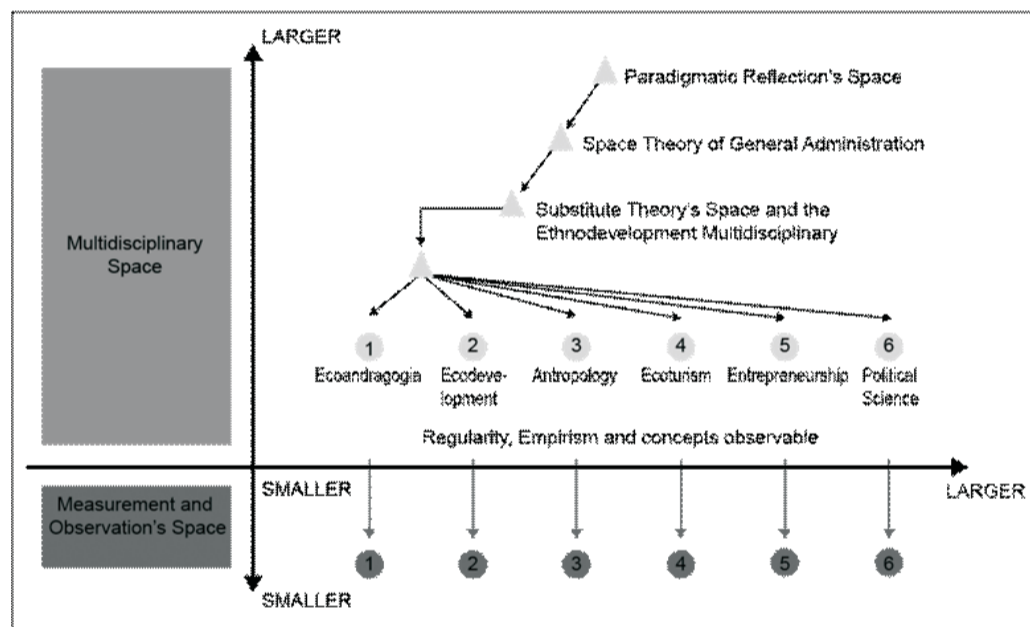 LARGER
Paradigmatic Reflection's Space
Space Theory of General Administration
Substitute Theory's Space and the
Ethnodevelopment Multidisciplinary
Multidisciplinary
Space
1
2
3
4
5
6
Ecoandragogia
Ecodeve-
lopment
Antropology
Ecoturism
Entrepreneurship
Political
Science
Regularity, Empirism and concepts observable
SMALLER
LARGER
Measurement and
Observation's Space
1
2
3
4
5
6
SMALLER